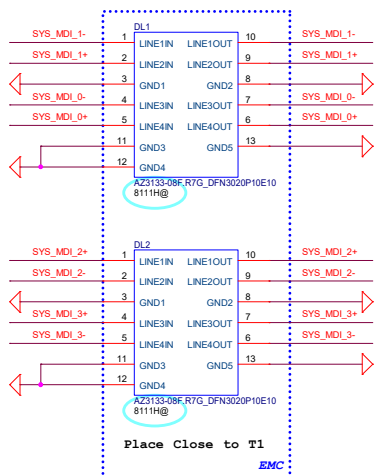 DL1
SYS_MDI_1- 1 LINE1IN LINE1OUT 10 SYS_MDI_1-
SYS_MDI_1+ 2 LINE2IN LINE2OUT 9 SYS_MDI_1+
3 GND1 GND2 8
SYS_MDI_0- 4 LINE3IN LINE3OUT 7 SYS_MDI_0-
SYS_MDI_0+ 5 LINE4IN LINE4OUT 6 SYS_MDI_0+
11 GND3 GND5 13
12 GND4
AZ3133-08F.R7G_DFN3020P10E10
8111H@
DL2
SYS_MDI_2+ 1 LINE1IN LINE1OUT 10 SYS_MDI_2+
SYS_MDI_2- 2 LINE2IN LINE2OUT 9 SYS_MDI_2-
3 GND1 GND2 8
SYS_MDI_3+ 4 LINE3IN LINE3OUT 7 SYS_MDI_3+
SYS_MDI_3- 5 LINE4IN LINE4OUT 6 SYS_MDI_3-
11 GND3 GND5 13
12 GND4
AZ3133-08F.R7G_DFN3020P10E10
8111H@
Place Close to T1
EMC